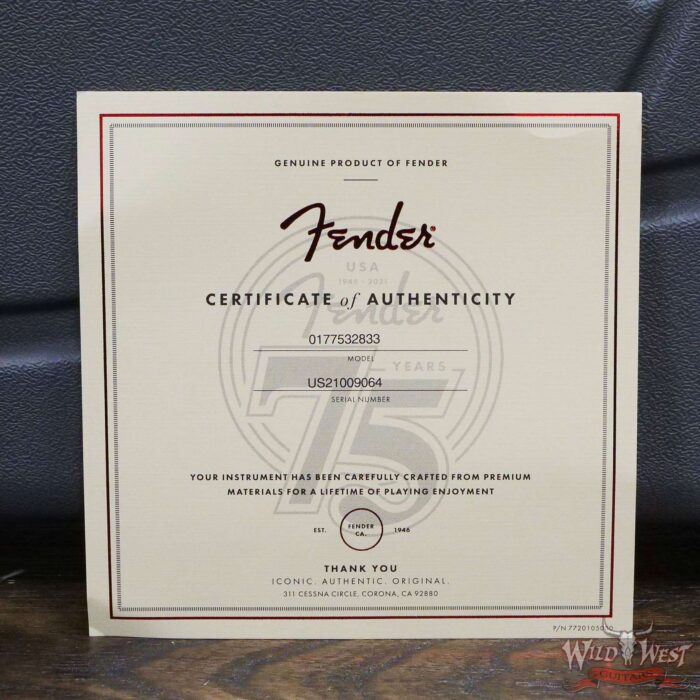 GENUINE PRODUCT OF FENDER
Fender
USA
1946 - 2021
Fender
CERTIFICATE of AUTHENTICITY
0177532833
MODEL
75 YEARS
US21009064
SERIAL NUMBER
YOUR INSTRUMENT HAS BEEN CAREFULLY CRAFTED FROM PREMIUM
MATERIALS FOR A LIFETIME OF PLAYING ENJOYMENT
EST. FENDER CA. 1946
THANK YOU
ICONIC. AUTHENTIC. ORIGINAL.
311 CESSNA CIRCLE, CORONA, CA 92880
P/N 7720105010
WILD WEST
GUITARS